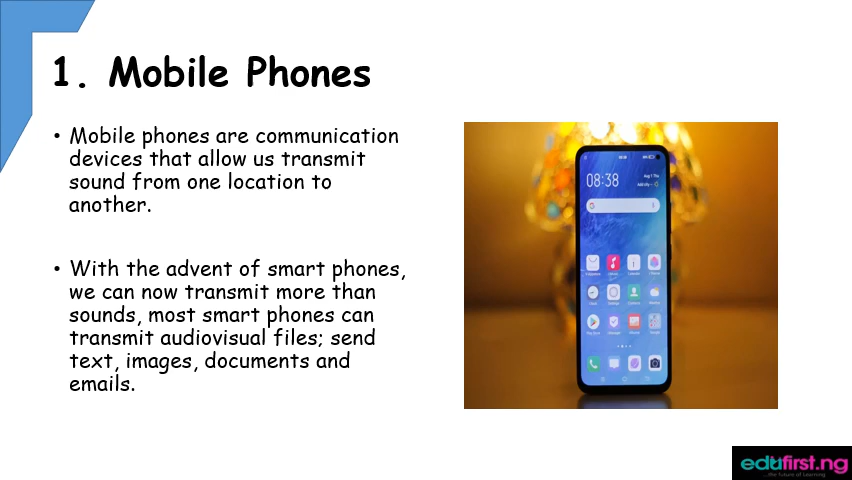 1. Mobile Phones
• Mobile phones are communication
devices that allow us transmit
sound from one location to
another.
• With the advent of smart phones,
we can now transmit more than
sounds, most smart phones can
transmit audiovisual files; send
text, images, documents and
emails.
08:38
edufirst.ng
...the future of Learning